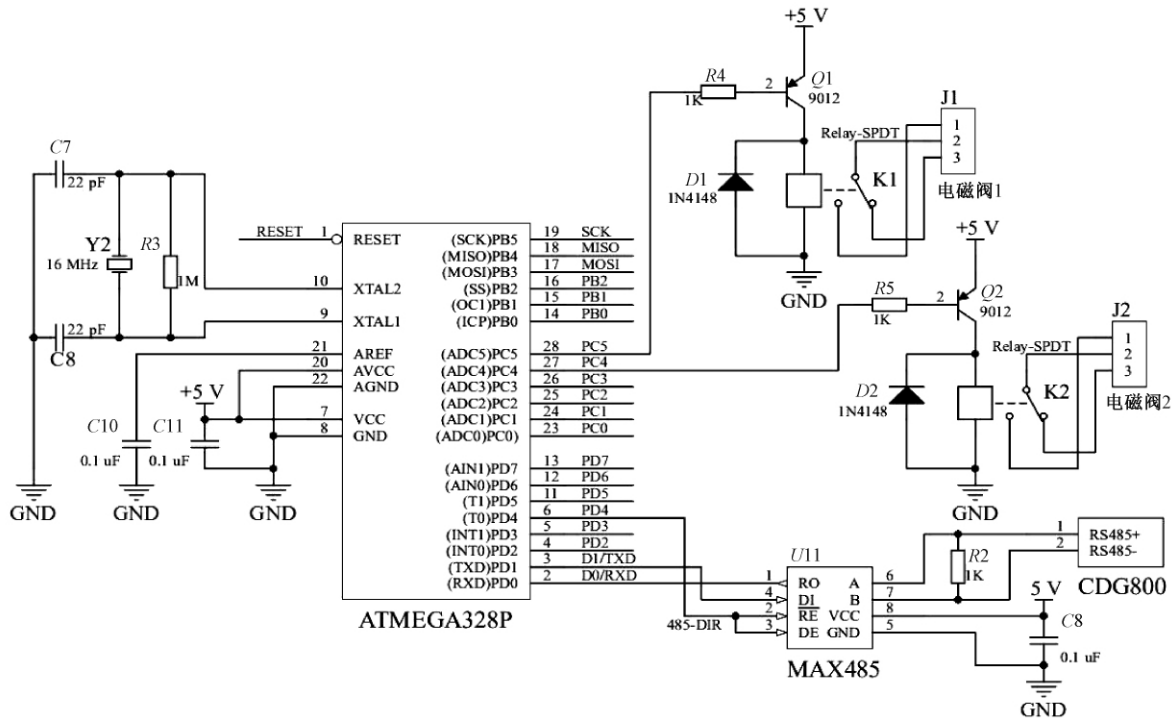 +5 V
R4
1K
2
Q1
9012
J1
1
2
3
Relay-SPDT
K1
电磁阀1
D1
1N4148
GND
C7
22 pF
Y2
16 MHz
R3
1M
22 pF
C8
GND
RESET 1
RESET
10 XTAL2
9 XTAL1
21 AREF
20 AVCC
22 AGND
7 VCC
8 GND
+5 V
C10
0.1 uF
C11
0.1 uF
GND
GND
(SCK)PB5 19 SCK
(MISO)PB4 18 MISO
(MOSI)PB3 17 MOSI
(SS)PB2 16 PB2
(OC1)PB1 15 PB1
(ICP)PB0 14 PB0
(ADC5)PC5 28 PC5
(ADC4)PC4 27 PC4
(ADC3)PC3 26 PC3
(ADC2)PC2 25 PC2
(ADC1)PC1 24 PC1
(ADC0)PC0) 23 PC0
(AIN1)PD7 13 PD7
(AIN0)PD6 12 PD6
(T1)PD5 11 PD5
(T0)PD4 6 PD4
(INT1)PD3 5 PD3
(INT0)PD2 4 PD2
(TXD)PD1 3 D1/TXD
(RXD)PD0 2 D0/RXD
ATMEGA328P
+5 V
R5
1K
2
Q2
9012
J2
1
2
3
Relay-SPDT
K2
电磁阀2
D2
1N4148
GND
U11
1 RO A 6
4 DI B 7
2 RE VCC 8
3 DE GND 5
485-DIR
MAX485
R2
1K
1 RS485+
2 RS485-
CDG800
5 V
C8
0.1 uF
GND